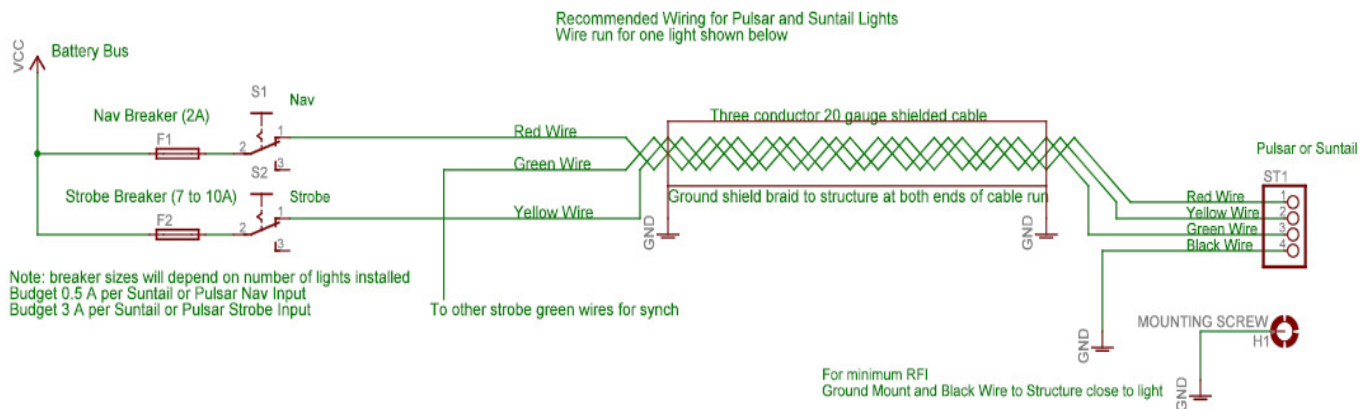 Recommended Wiring for Pulsar and Suntail Lights
Wire run for one light shown below
VCC
Battery Bus
S1
Nav
Nav Breaker (2A)
F1
2
1
3
Red Wire
Three conductor 20 gauge shielded cable
Green Wire
Pulsar or Suntail
S2
ST1
Strobe Breaker (7 to 10A)
Strobe
F2
2
1
3
Yellow Wire
Ground shield braid to structure at both ends of cable run
GND
GND
Red Wire
1
Yellow Wire
2
Green Wire
3
Black Wire
4
Note: breaker sizes will depend on number of lights installed
Budget 0.5 A per Suntail or Pulsar Nav Input
Budget 3 A per Suntail or Pulsar Strobe Input
To other strobe green wires for synch
MOUNTING SCREW
H1
GND
For minimum RFI
Ground Mount and Black Wire to Structure close to light
GND